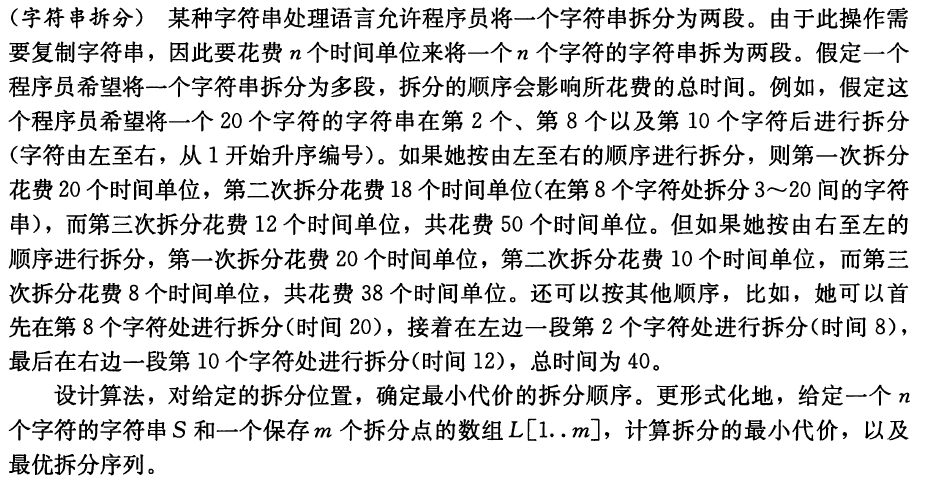 (字符串拆分) 某种字符串处理语言允许程序员将一个字符串拆分为两段。由于此操作需
要复制字符串，因此要花费 n 个时间单位来将一个 n 个字符的字符串拆为两段。假定一个
程序员希望将一个字符串拆分为多段，拆分的顺序会影响所花费的总时间。例如，假定这
个程序员希望将一个 20 个字符的字符串在第 2 个、第 8 个以及第 10 个字符后进行拆分
(字符由左至右，从 1 开始升序编号)。如果她按由左至右的顺序进行拆分，则第一次拆分
花费 20 个时间单位，第二次拆分花费 18 个时间单位(在第 8 个字符处拆分 3～20 间的字符
串)，而第三次拆分花费 12 个时间单位，共花费 50 个时间单位。但如果她按由右至左的
顺序进行拆分，第一次拆分花费 20 个时间单位，第二次拆分花费 10 个时间单位，而第三
次拆分花费 8 个时间单位，共花费 38 个时间单位。还可以按其他顺序，比如，她可以首
先在第 8 个字符处进行拆分(时间 20)，接着在左边一段第 2 个字符处进行拆分(时间 8)，
最后在右边一段第 10 个字符处进行拆分(时间 12)，总时间为 40。
设计算法，对给定的拆分位置，确定最小代价的拆分顺序。更形式化地，给定一个 n
个字符的字符串 S 和一个保存 m 个拆分点的数组 L[1..m]，计算拆分的最小代价，以及
最优拆分序列。